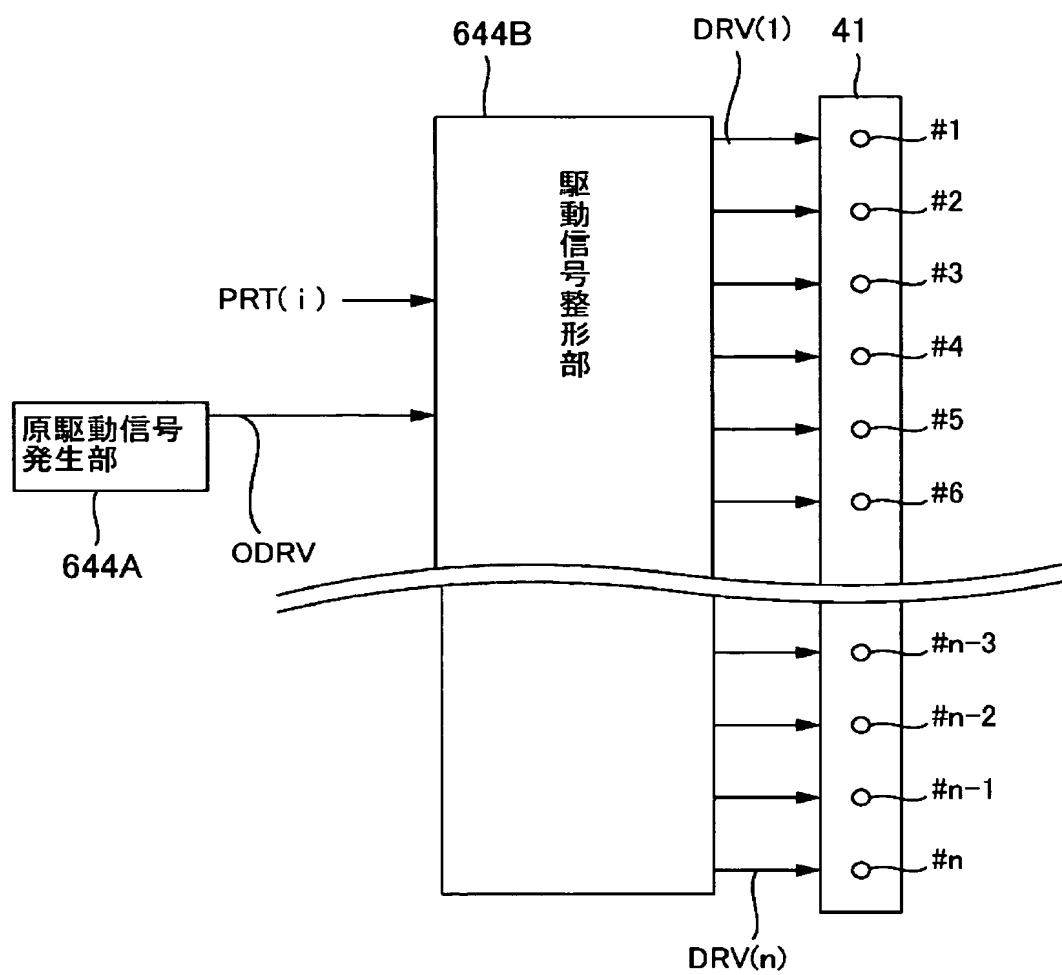 644B
DRV(1)
41
#1
#2
#3
#4
#5
#6
駆動信号整形部
PRT(i)
原駆動信号
発生部
644A
ODRV
#n-3
#n-2
#n-1
#n
DRV(n)